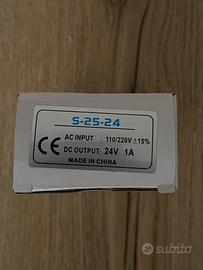 S-25-24
CE
AC INPUT : 110/220V ±15%
DC OUTPUT: 24V 1A
MADE IN CHINA
subito